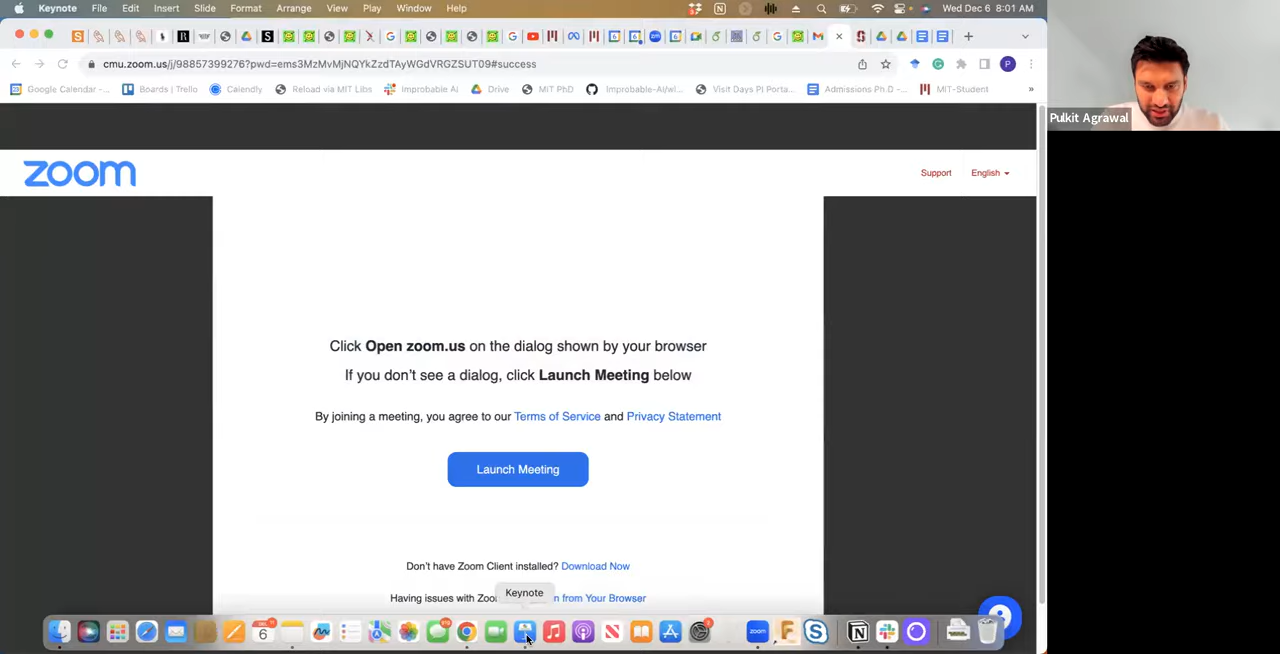 Keynote File Edit Insert Slide Format Arrange View Play Window Help Wed Dec 6 8:01 AM
cmu.zoom.us/j/98857399276?pwd=ems3MzMvMjNQYkZzdTAyWGdVRGZSUT09#success
Google Calendar -... Boards | Trello Calendly Reload via MIT Libs Improbable AI Drive MIT PhD Improbable-AI/wl... Visit Days PI Porta... Admissions Ph.D -... MIT-Student »
Pulkit Agrawal
zoom
Support English
Click Open zoom.us on the dialog shown by your browser
If you don't see a dialog, click Launch Meeting below
By joining a meeting, you agree to our Terms of Service and Privacy Statement
Launch Meeting
Don't have Zoom Client installed? Download Now
Keynote
Having issues with Zoo n from Your Browser